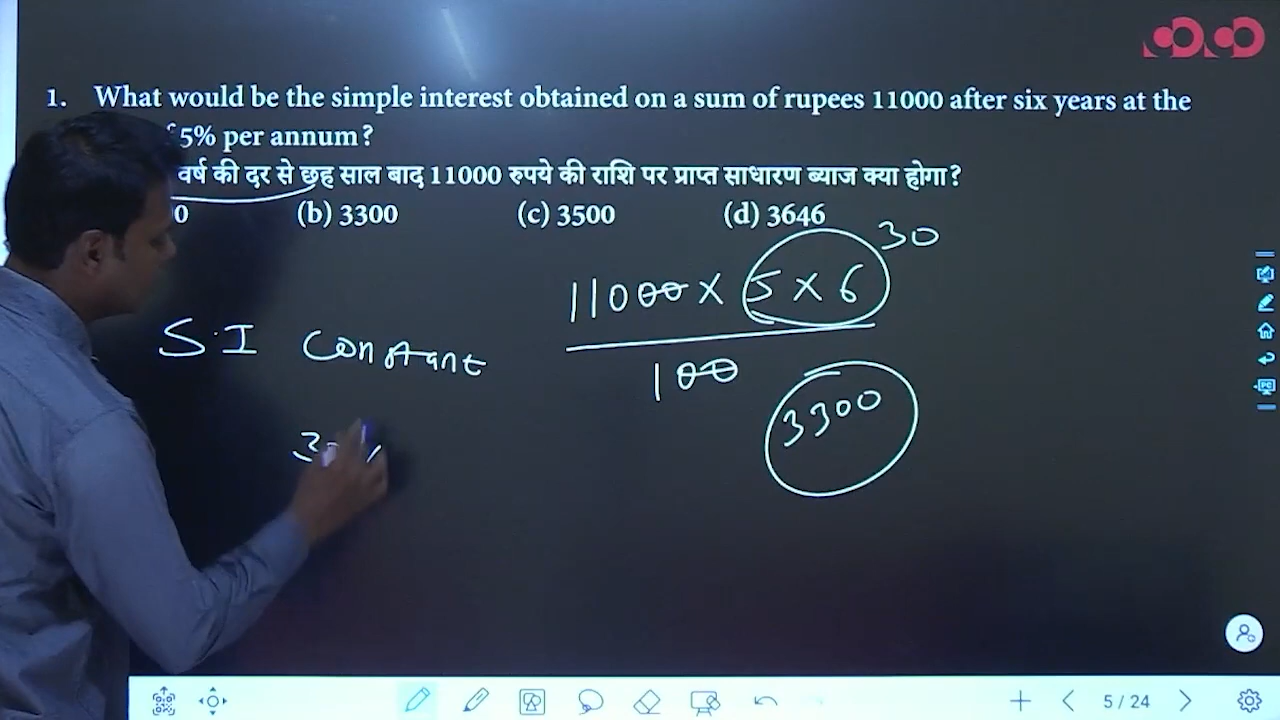 1. What would be the simple interest obtained on a sum of rupees 11000 after six years at the
5% per annum?
वर्ष की दर से छह साल बाद 11000 रुपये की राशि पर प्राप्त साधारण ब्याज क्या होगा?
0 (b) 3300 (c) 3500 (d) 3646
30
11000 × 5 × 6
S.I Constant
100
3300
5 / 24